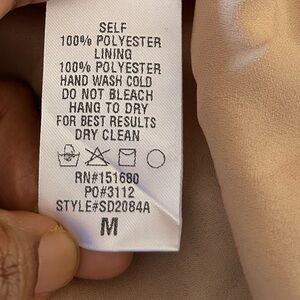 SELF
100% POLYESTER
LINING
100% POLYESTER
HAND WASH COLD
DO NOT BLEACH
HANG TO DRY
FOR BEST RESULTS
DRY CLEAN
RN#151680
PO#3112
STYLE#SD2084A
M